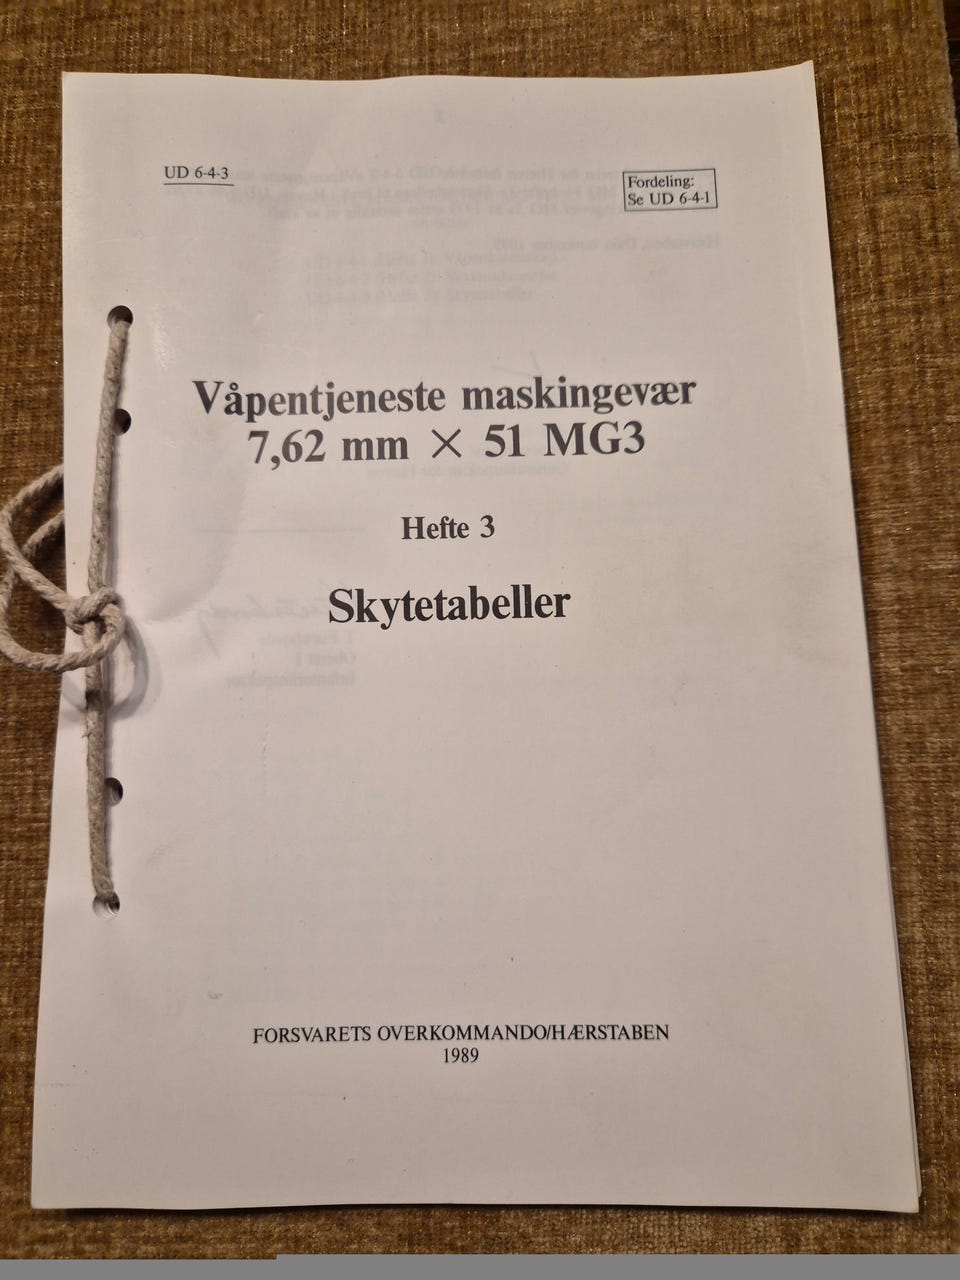 UD 6-4-3
Fordeling:
Se UD 6-4-1
Våpentjeneste maskingevær
7,62 mm × 51 MG3
Hefte 3
Skytetabeller
FORSVARETS OVERKOMMANDO/HÆRSTABEN
1989